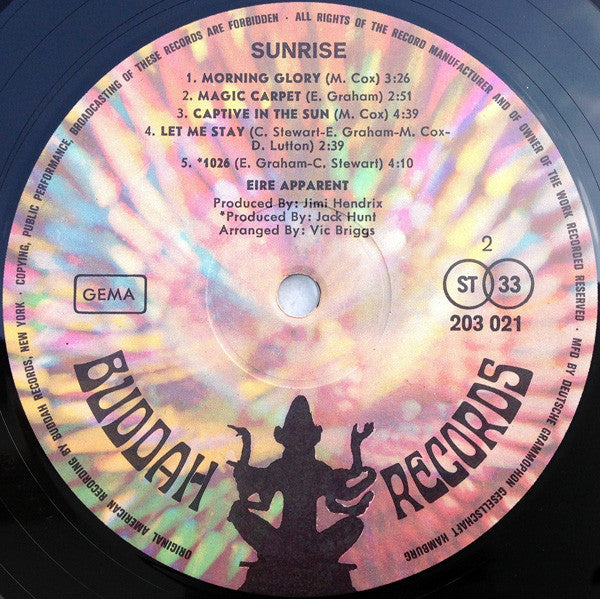 SUNRISE
1. MORNING GLORY (M. Cox) 3:26
2. MAGIC CARPET (E. Graham) 2:51
3. CAPTIVE IN THE SUN (M. Cox) 4:39
4. LET ME STAY (C. Stewart-E. Graham-M. Cox-
D. Lutton) 2:39
5. *1026 (E. Graham-C. Stewart) 4:10
EIRE APPARENT
Produced By: Jimi Hendrix
*Produced By: Jack Hunt
Arranged By: Vic Briggs
2
GEMA
ST 33
203 021
BUDDAH RECORDS
ORIGINAL AMERICAN RECORDING BY BUDDAH RECORDS, NEW YORK · COPYING, PUBLIC PERFORMANCE, BROADCASTING OF THESE RECORDS ARE FORBIDDEN · ALL RIGHTS OF THE RECORD MANUFACTURER AND OF OWNER OF THE WORK RECORDED RESERVED · MFD BY DEUTSCHE GRAMMOPHON GESELLSCHAFT HAMBURG